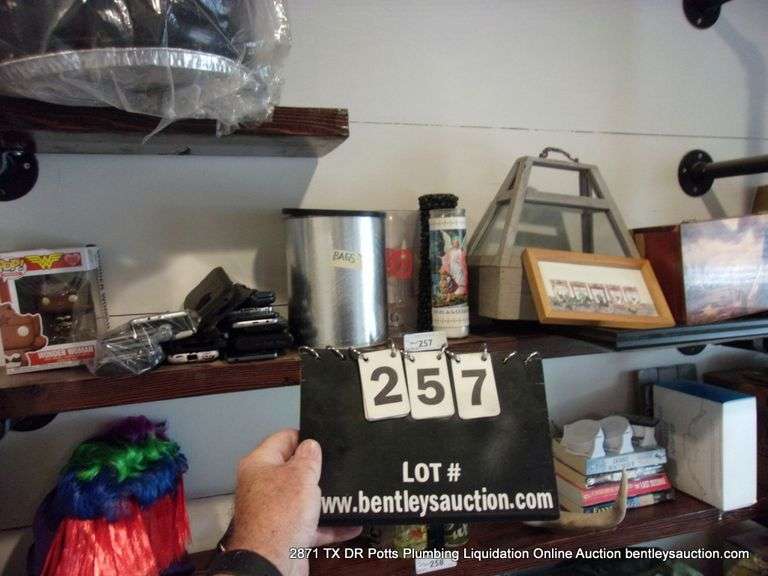 BAGS
WONDER WOMAN
257
257
LOT #
www.bentleysauction.com
258
2871 TX DR Potts Plumbing Liquidation Online Auction bentleysauction.com